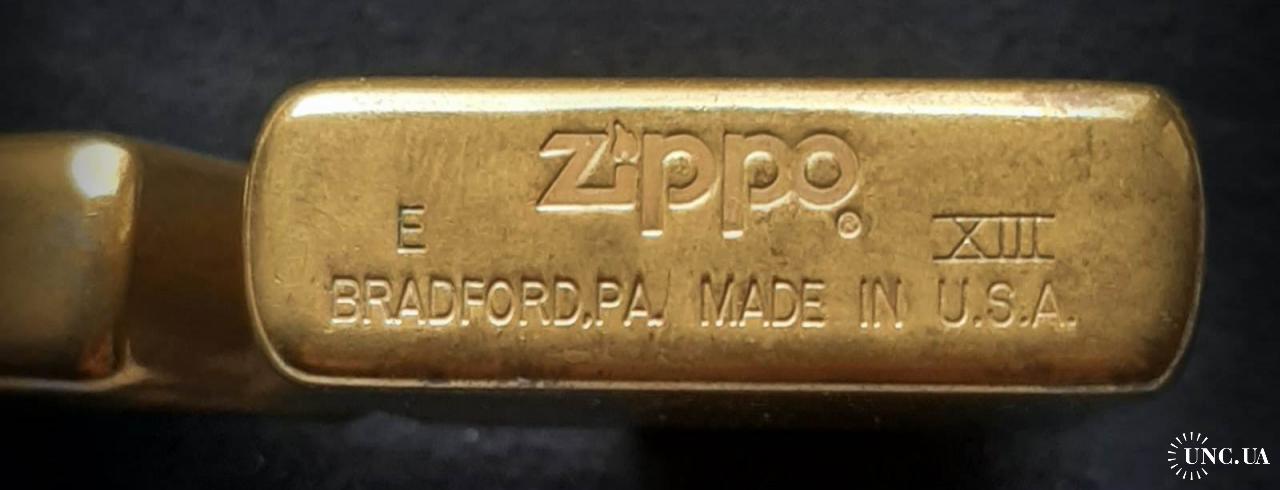 Zippo®
E XIII
BRADFORD,PA. MADE IN U.S.A.
UNC.UA